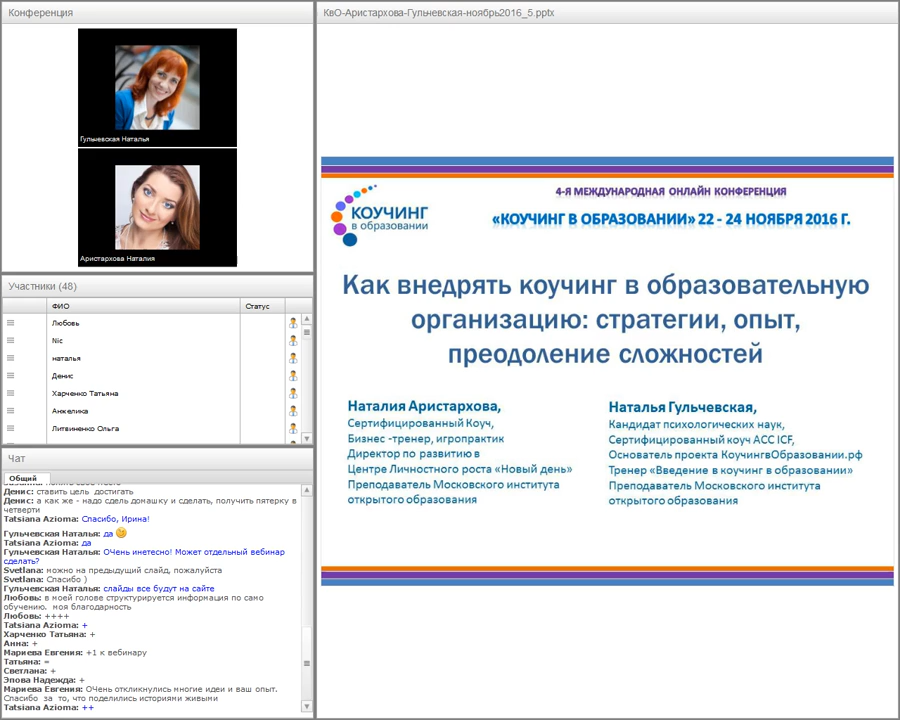 Конференция
Гульчевская Наталья
Аристархова Наталия
Участники (48)
ФИО
Статус
Любовь
Nic
наталья
Денис
Харченко Татьяна
Анжелика
Литвиненко Ольга
Чат
Общий
Денис: ставить цель достигать
Денис: а как же - надо сдель домашку и сделать, получить пятерку в
четверти
Tatsiana Azioma: Спасибо, Ирина!
Гульчевская Наталья: да
Tatsiana Azioma: да
Гульчевская Наталья: ОЧень инетесно! Может отдельный вебинар
сделать?
Svetlana: можно на предыдущий слайд, пожалуйста
Svetlana: Спасибо )
Гульчевская Наталья: слайды все будут на сайте
Любовь: в моей голове структурируется информация по само
обучению. моя благодарность
Любовь: ++++
Tatsiana Azioma: +
Харченко Татьяна: +
Анна: +
Мариева Евгения: +1 к вебинару
Татьяна: =
Светлана: +
Эпова Надежда: +
Мариева Евгения: ОЧень откликнулись многие идеи и ваш опыт.
Спасибо за то, что поделились историями живыми
Tatsiana Azioma: ++
КвО-Аристархова-Гульчевская-ноябрь2016_5.pptx
КОУЧИНГ
в образовании
4-Я МЕЖДУНАРОДНАЯ ОНЛАЙН КОНФЕРЕНЦИЯ
«КОУЧИНГ В ОБРАЗОВАНИИ» 22 - 24 НОЯБРЯ 2016 Г.
Как внедрять коучинг в образовательную
организацию: стратегии, опыт,
преодоление сложностей
Наталия Аристархова,
Сертифицированный Коуч,
Бизнес -тренер, игропрактик
Директор по развитию в
Центре Личностного роста «Новый день»
Преподаватель Московского института
открытого образования
Наталья Гульчевская,
Кандидат психологических наук,
Сертифицированный коуч ACC ICF,
Основатель проекта КоучингвОбразовании.рф
Тренер «Введение в коучинг в образовании»
Преподаватель Московского института
открытого образования